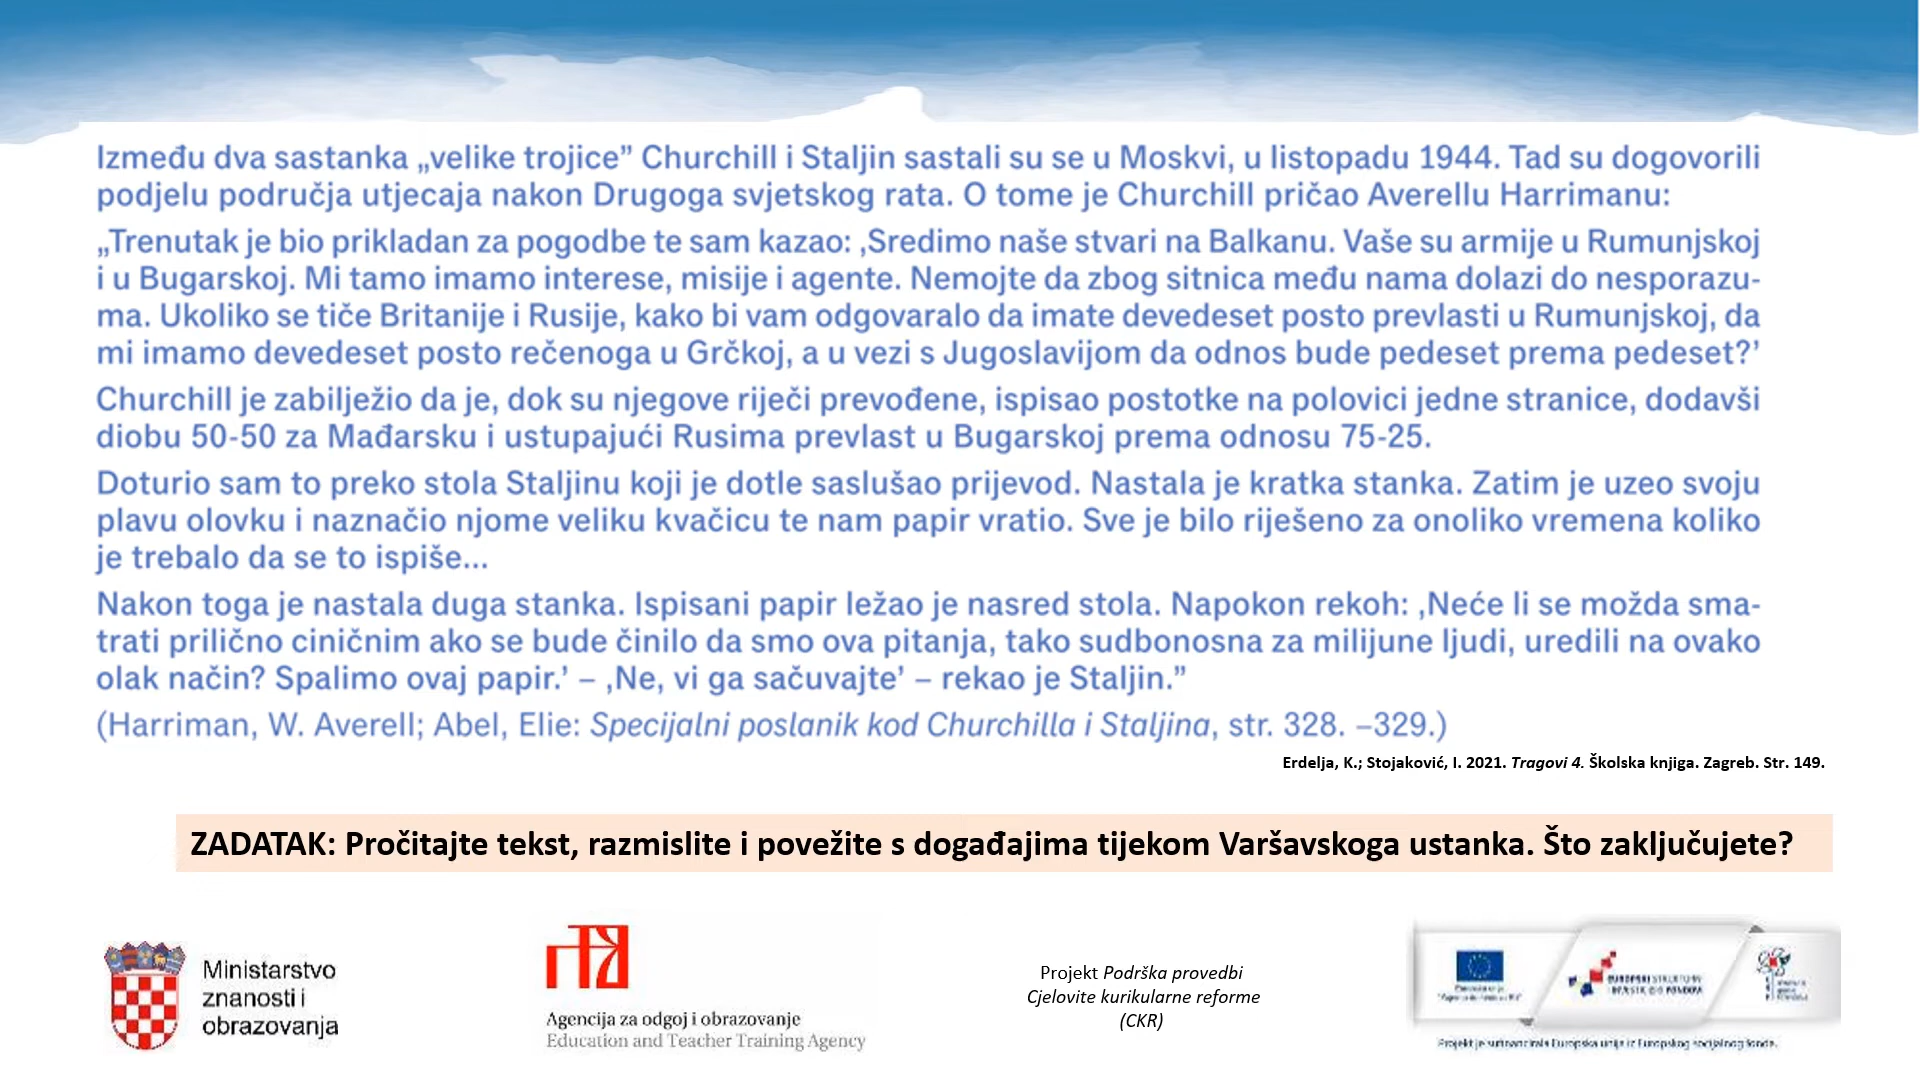 Između dva sastanka „velike trojice” Churchill i Staljin sastali su se u Moskvi, u listopadu 1944. Tad su dogovorili
podjelu područja utjecaja nakon Drugoga svjetskog rata. O tome je Churchill pričao Averellu Harrimanu:
„Trenutak je bio prikladan za pogodbe te sam kazao: ‚Sredimo naše stvari na Balkanu. Vaše su armije u Rumunjskoj
i u Bugarskoj. Mi tamo imamo interese, misije i agente. Nemojte da zbog sitnica među nama dolazi do nesporazu-
ma. Ukoliko se tiče Britanije i Rusije, kako bi vam odgovaralo da imate devedeset posto prevlasti u Rumunjskoj, da
mi imamo devedeset posto rečenoga u Grčkoj, a u vezi s Jugoslavijom da odnos bude pedeset prema pedeset?’
Churchill je zabilježio da je, dok su njegove riječi prevođene, ispisao postotke na polovici jedne stranice, dodavši
diobu 50-50 za Mađarsku i ustupajući Rusima prevlast u Bugarskoj prema odnosu 75-25.
Doturio sam to preko stola Staljinu koji je dotle saslušao prijevod. Nastala je kratka stanka. Zatim je uzeo svoju
plavu olovku i naznačio njome veliku kvačicu te nam papir vratio. Sve je bilo riješeno za onoliko vremena koliko
je trebalo da se to ispiše...
Nakon toga je nastala duga stanka. Ispisani papir ležao je nasred stola. Napokon rekoh: ‚Neće li se možda sma-
trati prilično ciničnim ako se bude činilo da smo ova pitanja, tako sudbonosna za milijune ljudi, uredili na ovako
olak način? Spalimo ovaj papir.’ – ‚Ne, vi ga sačuvajte’ – rekao je Staljin.”
(Harriman, W. Averell; Abel, Elie: Specijalni poslanik kod Churchilla i Staljina, str. 328. –329.)
Erdelja, K.; Stojaković, I. 2021. Tragovi 4. Školska knjiga. Zagreb. Str. 149.
ZADATAK: Pročitajte tekst, razmislite i povežite s događajima tijekom Varšavskoga ustanka. Što zaključujete?
Ministarstvo
znanosti i
obrazovanja
Agencija za odgoj i obrazovanje
Education and Teacher Training Agency
Projekt Podrška provedbi
Cjelovite kurikularne reforme
(CKR)
EUROPSKI STRUKTURNI
I INVESTICIJSKI FONDOVI
Projekt je sufinancirala Europska unija iz Europskog socijalnog fonda.